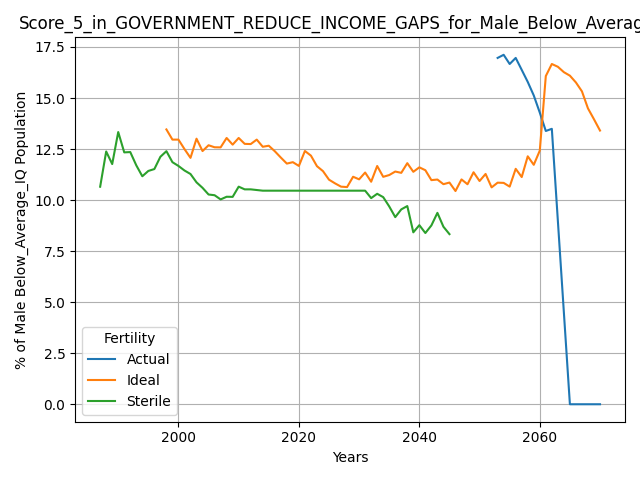 Score_5_in_GOVERNMENT_REDUCE_INCOME_GAPS_for_Male_Below_Averag
17.5
15.0
12.5
10.0
7.5
5.0
2.5
0.0
% of Male Below_Average_IQ Population
Fertility
Actual
Ideal
Sterile
2000
2020
2040
2060
Years